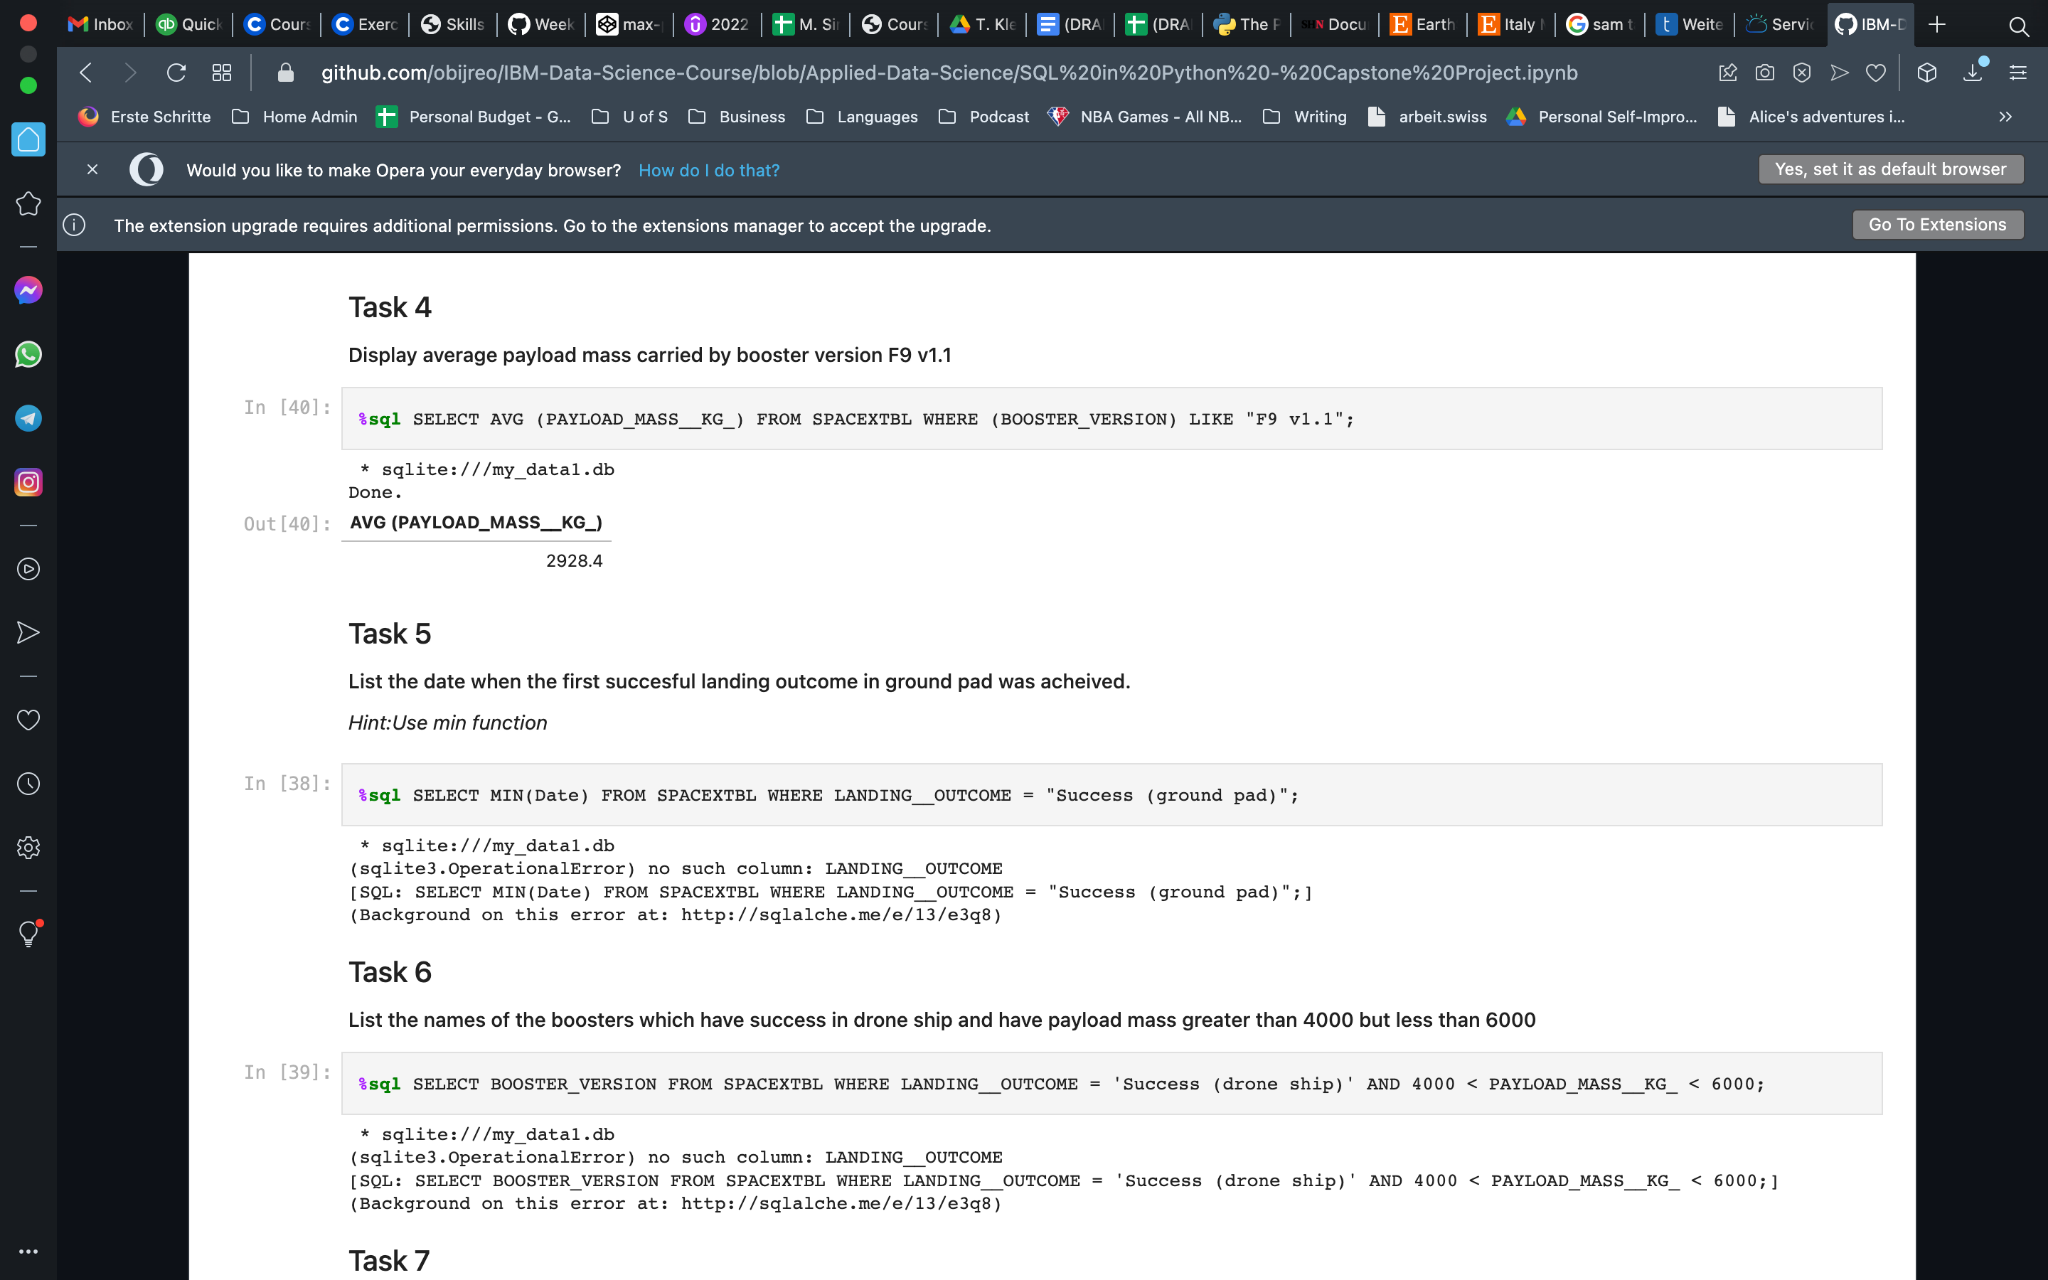 Inbox
Quick
Cours
Exerc
Skills
Week
max-
2022
M. Si
Cours
T. Kle
(DRA
(DRA
The P
SHN Docu
Earth
Italy
sam t
Weite
Servi
IBM-D
github.com/obijreo/IBM-Data-Science-Course/blob/Applied-Data-Science/SQL%20in%20Python%20-%20Capstone%20Project.ipynb
Erste Schritte
Home Admin
Personal Budget - G...
U of S
Business
Languages
Podcast
NBA Games - All NB...
Writing
arbeit.swiss
Personal Self-Impro...
Alice's adventures i...
Would you like to make Opera your everyday browser? How do I do that?
Yes, set it as default browser
The extension upgrade requires additional permissions. Go to the extensions manager to accept the upgrade.
Go To Extensions
Task 4
Display average payload mass carried by booster version F9 v1.1
In [40]: %sql SELECT AVG (PAYLOAD_MASS__KG_) FROM SPACEXTBL WHERE (BOOSTER_VERSION) LIKE "F9 v1.1";
* sqlite:///my_data1.db
Done.
Out[40]: AVG (PAYLOAD_MASS__KG_)
2928.4
Task 5
List the date when the first succesful landing outcome in ground pad was acheived.
Hint:Use min function
In [38]: %sql SELECT MIN(Date) FROM SPACEXTBL WHERE LANDING__OUTCOME = "Success (ground pad)";
* sqlite:///my_data1.db
(sqlite3.OperationalError) no such column: LANDING__OUTCOME
[SQL: SELECT MIN(Date) FROM SPACEXTBL WHERE LANDING__OUTCOME = "Success (ground pad)";]
(Background on this error at: http://sqlalche.me/e/13/e3q8)
Task 6
List the names of the boosters which have success in drone ship and have payload mass greater than 4000 but less than 6000
In [39]: %sql SELECT BOOSTER_VERSION FROM SPACEXTBL WHERE LANDING__OUTCOME = 'Success (drone ship)' AND 4000 < PAYLOAD_MASS__KG_ < 6000;
* sqlite:///my_data1.db
(sqlite3.OperationalError) no such column: LANDING__OUTCOME
[SQL: SELECT BOOSTER_VERSION FROM SPACEXTBL WHERE LANDING__OUTCOME = 'Success (drone ship)' AND 4000 < PAYLOAD_MASS__KG_ < 6000;]
(Background on this error at: http://sqlalche.me/e/13/e3q8)
Task 7